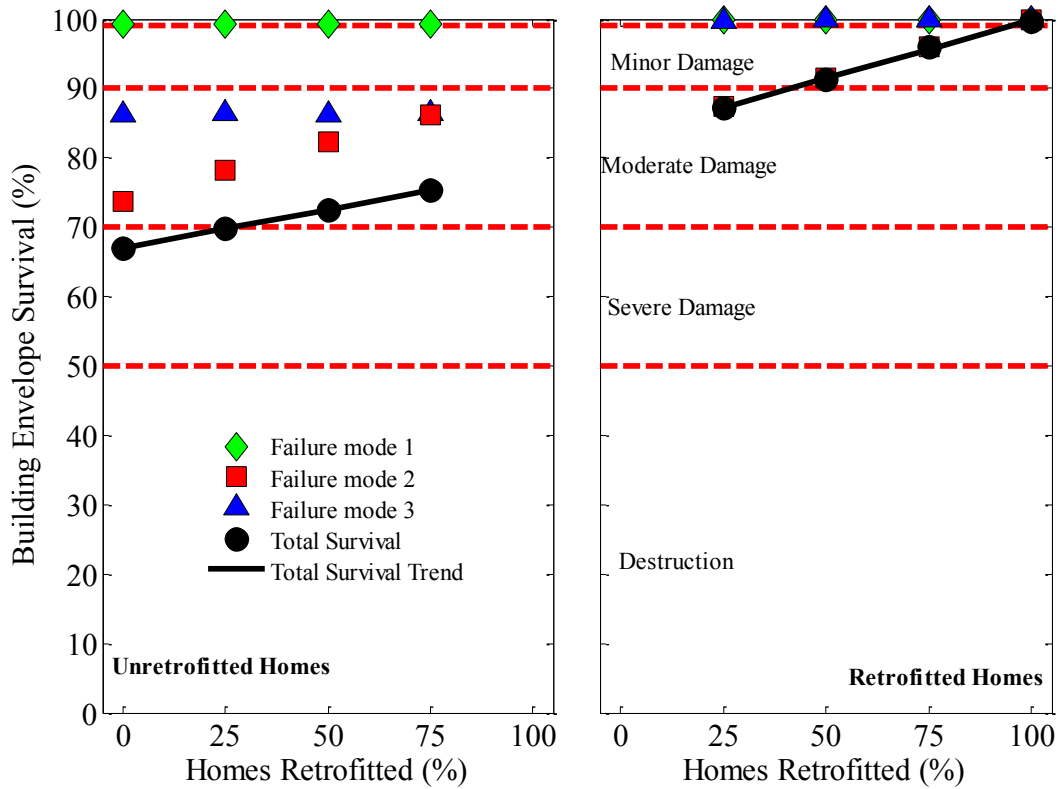 Building Envelope Survival (%)
100
90
80
70
60
50
40
30
20
10
0
Failure mode 1
Failure mode 2
Failure mode 3
Total Survival
Total Survival Trend
Unretrofitted Homes
0 25 50 75 100
Homes Retrofitted (%)
Minor Damage
Moderate Damage
Severe Damage
Destruction
Retrofitted Homes
0 25 50 75 100
Homes Retrofitted (%)